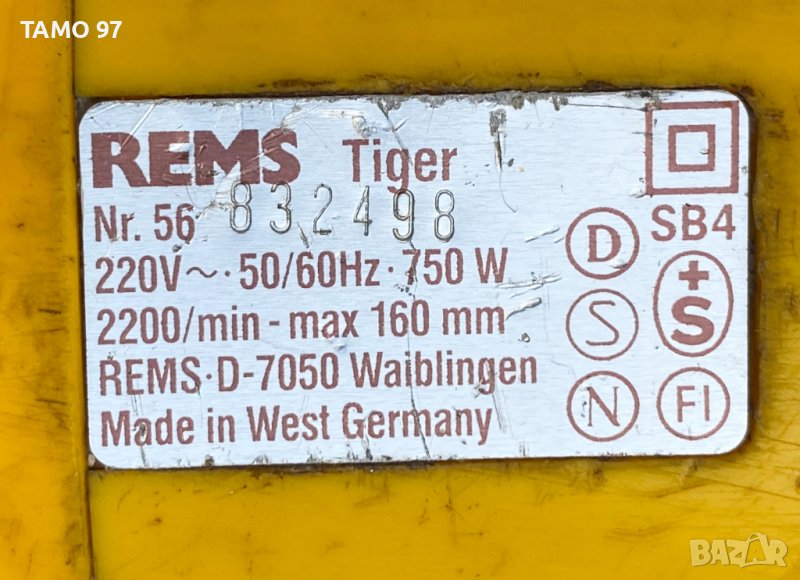 TAMO 97
REMS Tiger
Nr. 56 832498
220V~·50/60Hz·750 W
2200/min - max 160 mm
REMS·D-7050 Waiblingen
Made in West Germany
SB4
D
+S
S
N
FI
BAZAR